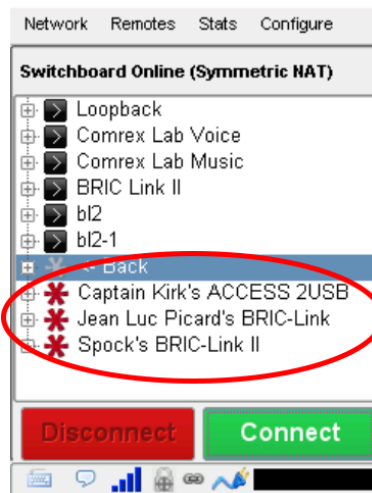 Network Remotes Stats Configure
Switchboard Online (Symmetric NAT)
Loopback
Comrex Lab Voice
Comrex Lab Music
BRIC Link II
bl2
bl2-1
<- Back
Captain Kirk's ACCESS 2USB
Jean Luc Picard's BRIC-Link
Spock's BRIC-Link II
Disconnect Connect